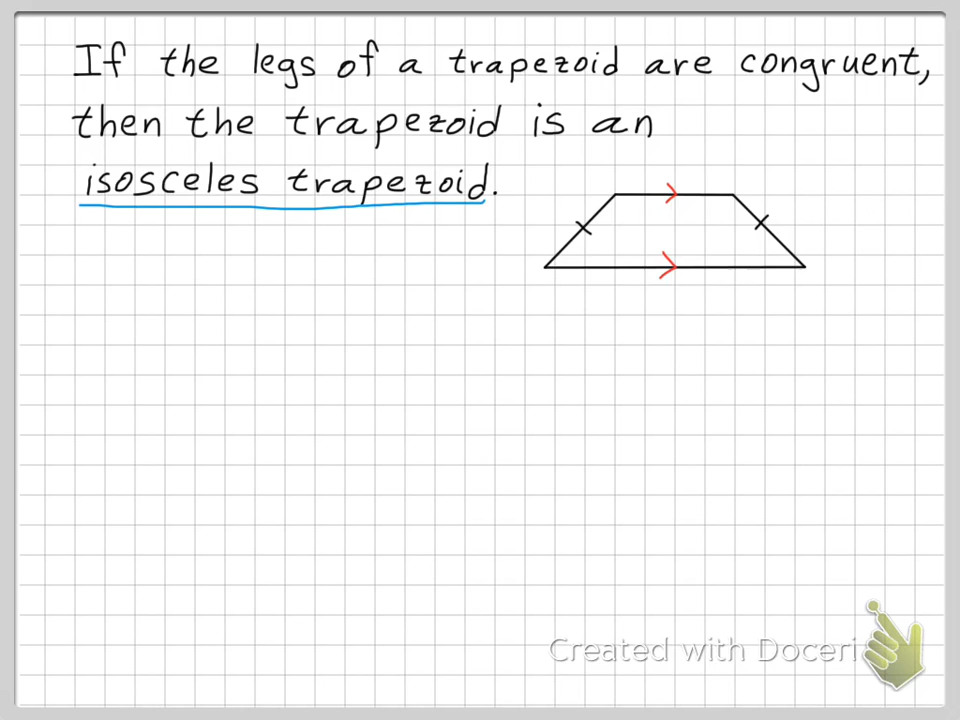 If the legs of a trapezoid are congruent,
then the trapezoid is an
isosceles trapezoid.
Created with Doceri